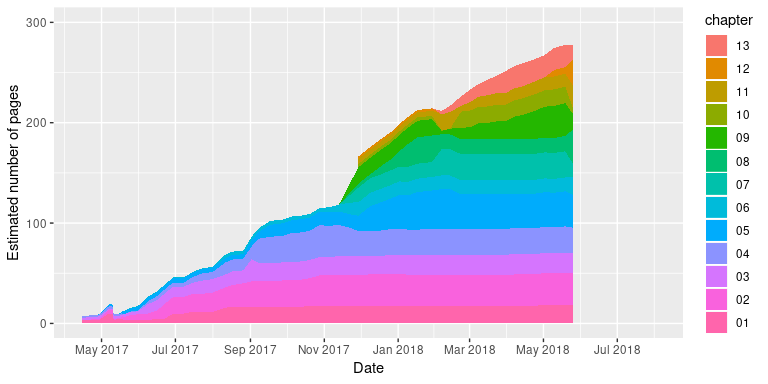 300
200
100
0
Estimated number of pages
May 2017
Jul 2017
Sep 2017
Nov 2017
Jan 2018
Mar 2018
May 2018
Jul 2018
Date
chapter
13
12
11
10
09
08
07
06
05
04
03
02
01